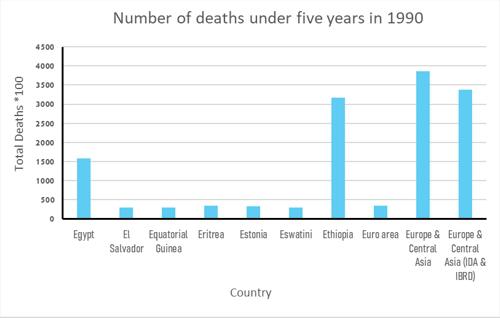 Number of deaths under five years in 1990
Total Deaths *100
4500
4000
3500
3000
2500
2000
1500
1000
500
0
Egypt
El
Salvador
Equatorial
Guinea
Eritrea
Estonia
Eswatini
Ethiopia
Euro area
Europe &
Central
Asia
Europe &
Central
Asia (IDA &
IBRD)
Country